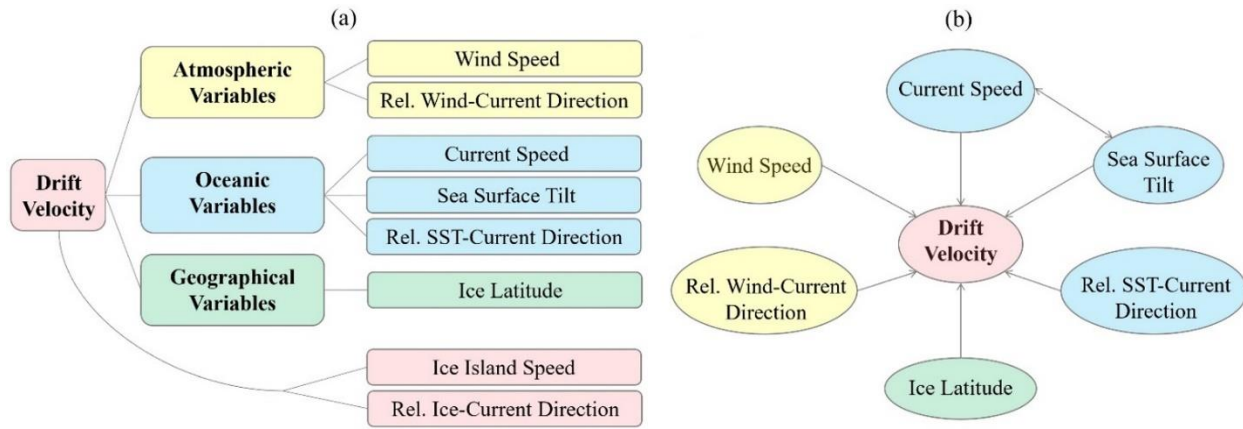 (a)
Atmospheric
Variables
Wind Speed
Rel. Wind-Current Direction
Drift
Velocity
Oceanic
Variables
Current Speed
Sea Surface Tilt
Rel. SST-Current Direction
Geographical
Variables
Ice Latitude
Ice Island Speed
Rel. Ice-Current Direction
(b)
Current Speed
Wind Speed
Sea Surface
Tilt
Drift
Velocity
Rel. Wind-Current
Direction
Rel. SST-Current
Direction
Ice Latitude